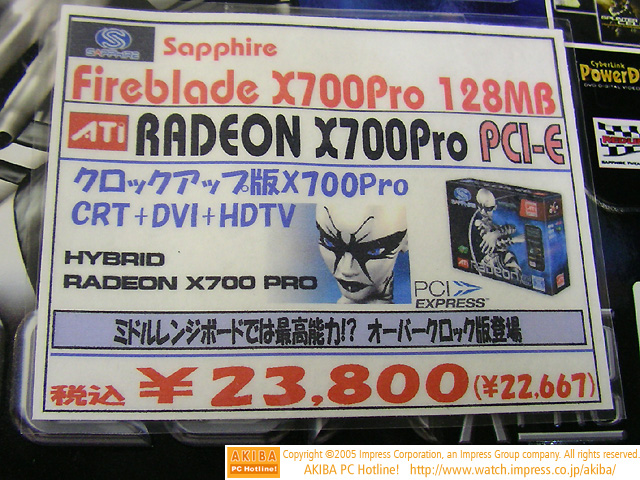 SAPPHIRE
Sapphire
Fireblade X700Pro 128MB
ATI RADEON X700Pro PCI-E
クロックアップ版X700Pro
CRT+DVI+HDTV
HYBRID
RADEON X700 PRO
SAPPHIRE
ATI
Radeon
PCI
EXPRESS
ミドルレンジボードでは最高能力!? オーバークロック版登場
税込 ¥23,800(¥22,667)
CyberLink
PowerD
AKIBA
PC Hotline!
Copyright ©2005 Impress Corporation, an Impress Group company. All rights reserved.
AKIBA PC Hotline! http://www.watch.impress.co.jp/akiba/